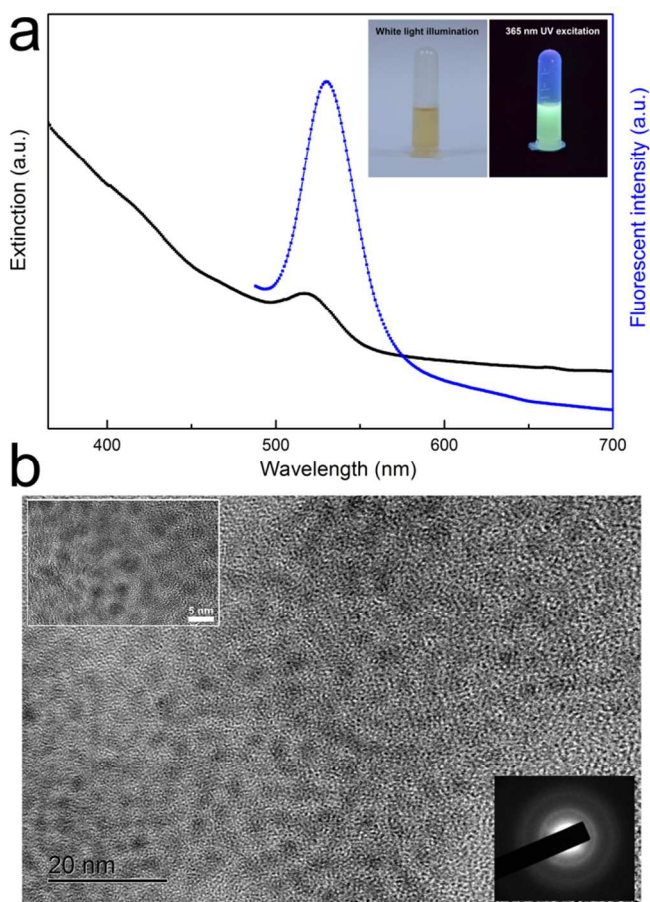 a
White light illumination
365 nm UV excitation
Extinction (a.u.)
Fluorescent intensity (a.u.)
400
500
600
700
Wavelength (nm)
b
5 nm
20 nm